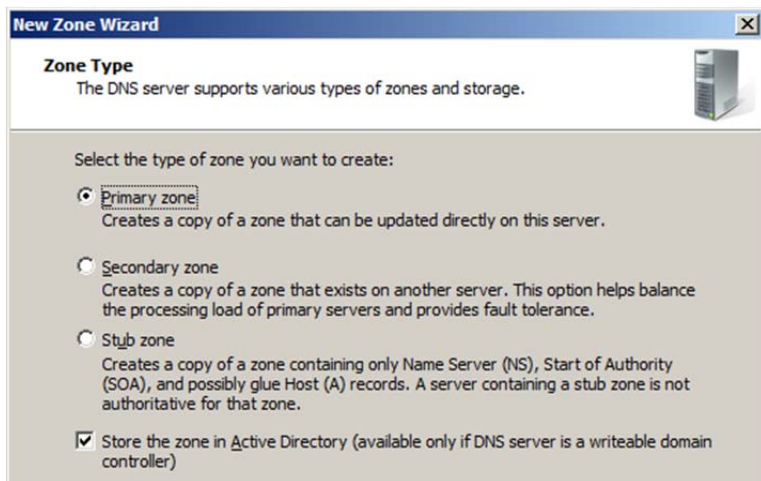 New Zone Wizard
Zone Type
The DNS server supports various types of zones and storage.
Select the type of zone you want to create:
Primary zone
Creates a copy of a zone that can be updated directly on this server.
Secondary zone
Creates a copy of a zone that exists on another server. This option helps balance
the processing load of primary servers and provides fault tolerance.
Stub zone
Creates a copy of a zone containing only Name Server (NS), Start of Authority
(SOA), and possibly glue Host (A) records. A server containing a stub zone is not
authoritative for that zone.
Store the zone in Active Directory (available only if DNS server is a writeable domain
controller)